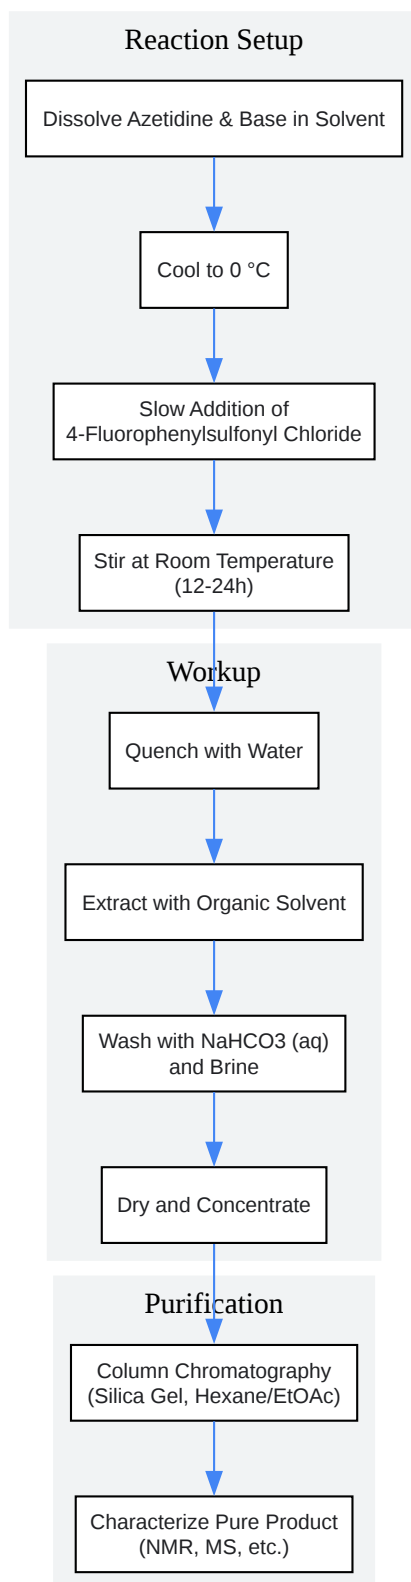 Reaction Setup
Dissolve Azetidine & Base in Solvent
Cool to 0 °C
Slow Addition of
4-Fluorophenylsulfonyl Chloride
Stir at Room Temperature
(12-24h)
Workup
Quench with Water
Extract with Organic Solvent
Wash with NaHCO3 (aq)
and Brine
Dry and Concentrate
Purification
Column Chromatography
(Silica Gel, Hexane/EtOAc)
Characterize Pure Product
(NMR, MS, etc.)